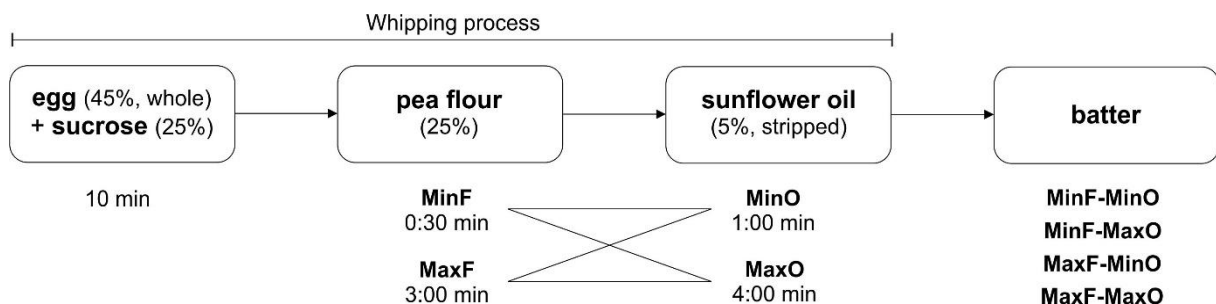 Whipping process
egg (45%, whole)
+ sucrose (25%)
pea flour
(25%)
sunflower oil
(5%, stripped)
batter
10 min
MinF
0:30 min
MaxF
3:00 min
MinO
1:00 min
MaxO
4:00 min
MinF-MinO
MinF-MaxO
MaxF-MinO
MaxF-MaxO